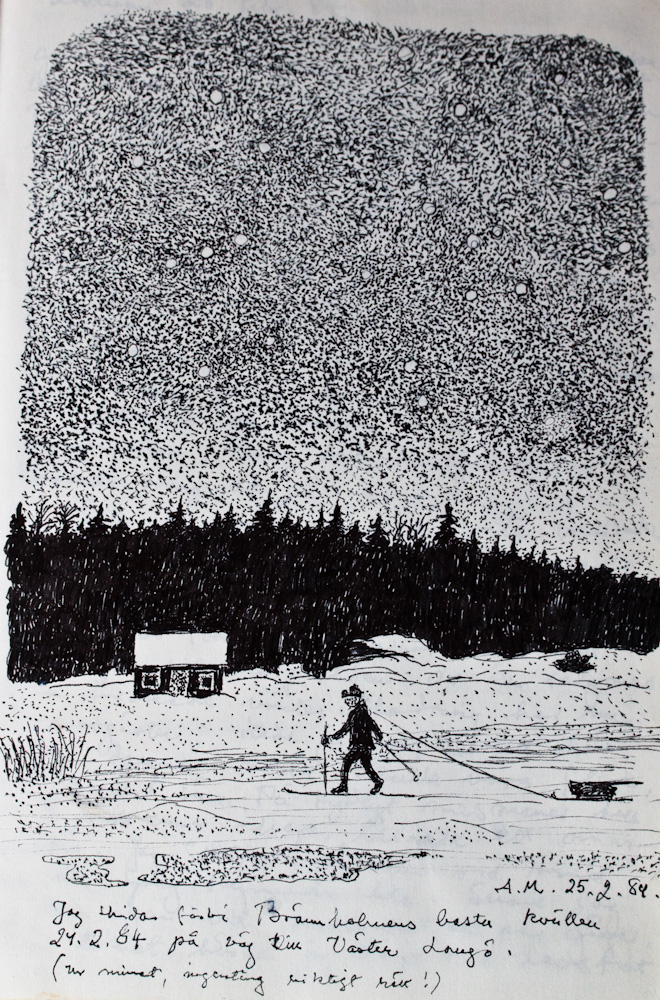 A.M. 25.2.84.
Jag skidar förbi Brännholmens bastu kvällen
24.2.84 på väg till Väster Långö.
(ur minnet, ingenting riktigt rätt!)